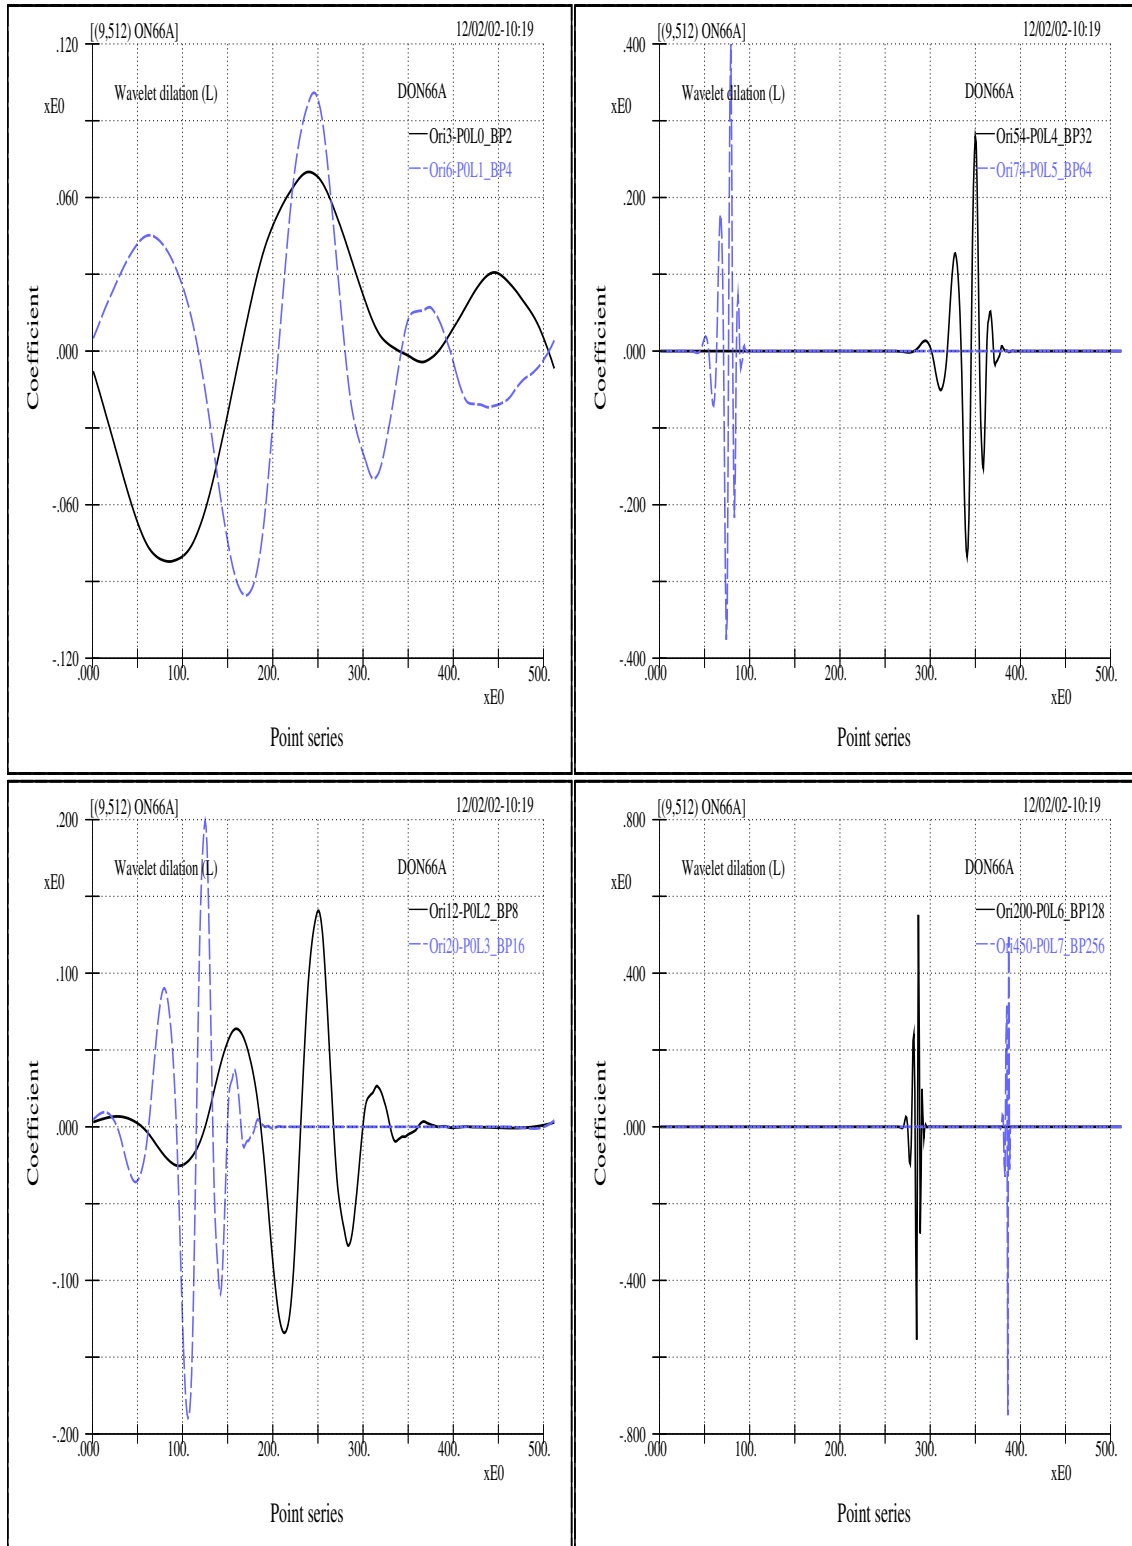 [(9,512) ON66A] 12/02/02-10:19
.120
xE0
Wavelet dilation (L) DON66A
Ori3-P0L0_BP2
Ori6-P0L1_BP4
.060
.000
-.060
-.120
Coefficient
.000 100. 200. 300. 400. 500.
xE0
Point series
[(9,512) ON66A] 12/02/02-10:19
.400
xE0
Wavelet dilation (L) DON66A
Ori54-P0L4_BP32
Ori74-P0L5_BP64
.200
.000
-.200
-.400
Coefficient
.000 100. 200. 300. 400. 500.
xE0
Point series
[(9,512) ON66A] 12/02/02-10:19
.200
xE0
Wavelet dilation (L) DON66A
Ori12-P0L2_BP8
Ori20-P0L3_BP16
.100
.000
-.100
-.200
Coefficient
.000 100. 200. 300. 400. 500.
xE0
Point series
[(9,512) ON66A] 12/02/02-10:19
.800
xE0
Wavelet dilation (L) DON66A
Ori200-P0L6_BP128
Ori450-P0L7_BP256
.400
.000
-.400
-.800
Coefficient
.000 100. 200. 300. 400. 500.
xE0
Point series